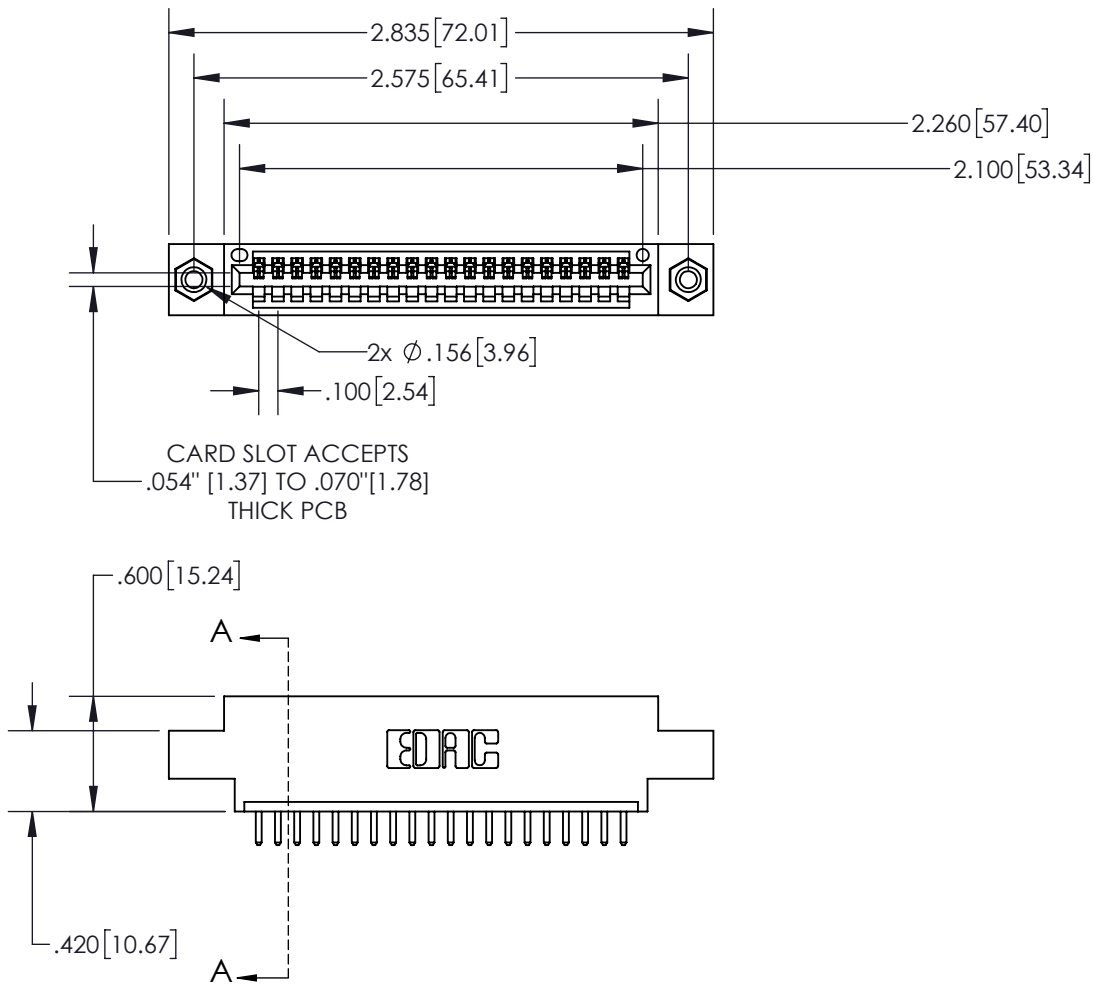 2.835[72.01]
2.575[65.41]
2.260[57.40]
2.100[53.34]
2x ∅.156[3.96]
.100[2.54]
CARD SLOT ACCEPTS
.054" [1.37] TO .070"[1.78]
THICK PCB
.600[15.24]
A
EDAC
.420[10.67]
A